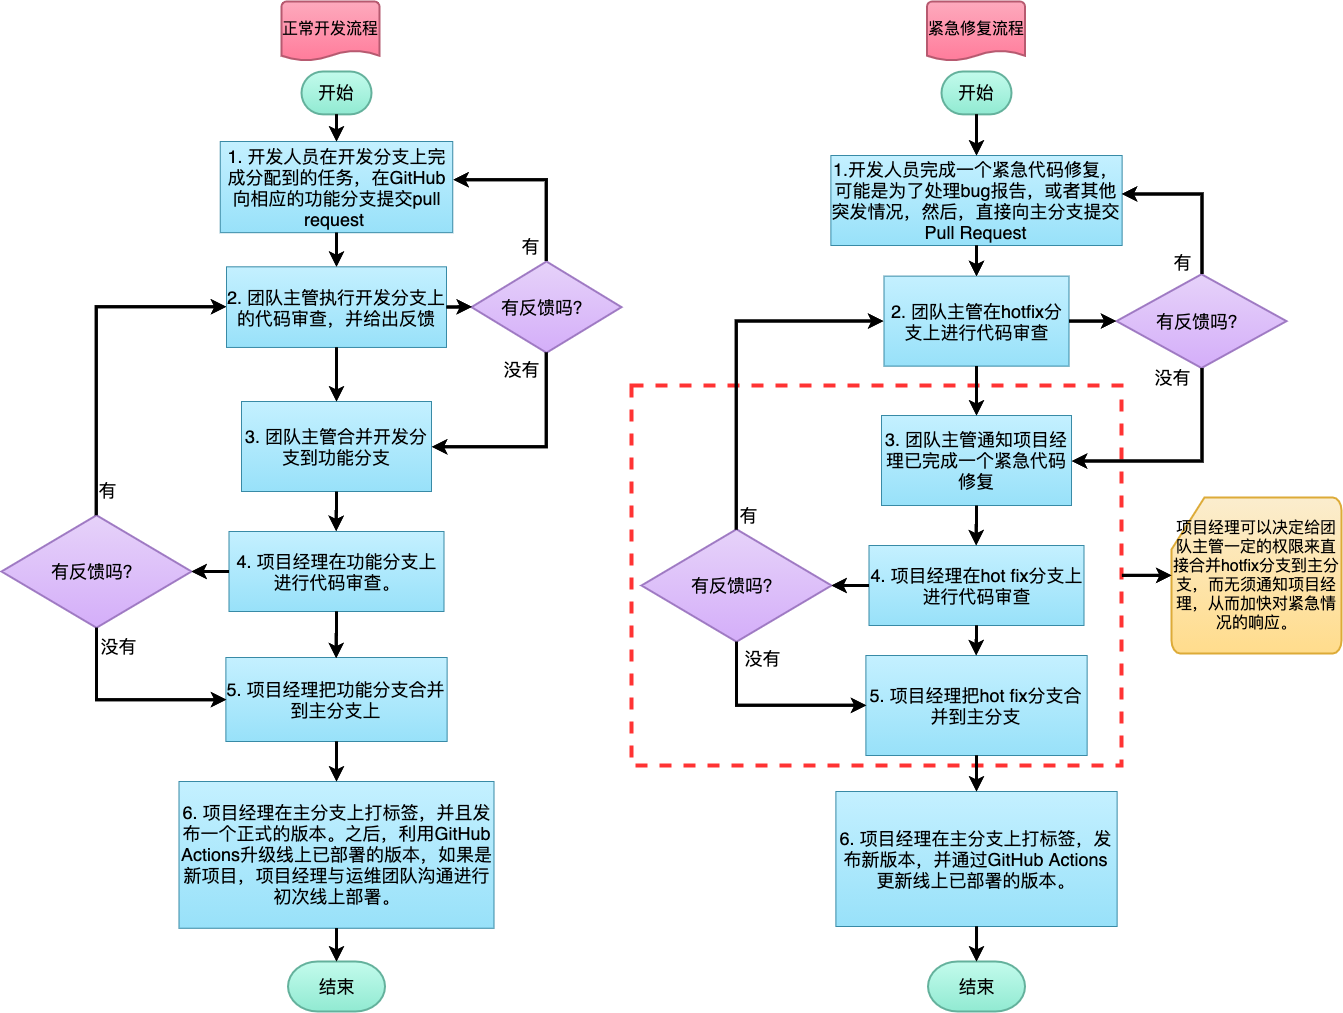 正常开发流程
开始
1. 开发人员在开发分支上完
成分配到的任务，在GitHub
向相应的功能分支提交pull
request
有
2. 团队主管执行开发分支上
的代码审查，并给出反馈
有反馈吗?
没有
3. 团队主管合并开发分
支到功能分支
有
4. 项目经理在功能分支上
进行代码审查。
有反馈吗?
没有
5. 项目经理把功能分支合并
到主分支上
6. 项目经理在主分支上打标签，并且发
布一个正式的版本。之后，利用GitHub
Actions升级线上已部署的版本，如果是
新项目，项目经理与运维团队沟通进行
初次线上部署。
结束
紧急修复流程
开始
1.开发人员完成一个紧急代码修复，
可能是为了处理bug报告，或者其他
突发情况，然后，直接向主分支提交
Pull Request
有
2. 团队主管在hotfix分
支上进行代码审查
有反馈吗?
没有
3. 团队主管通知项目经
理已完成一个紧急代码
修复
有
4. 项目经理在hot fix分支上
进行代码审查
有反馈吗?
没有
5. 项目经理把hot fix分支合
并到主分支
项目经理可以决定给团
队主管一定的权限来直
接合并hotfix分支到主分
支，而无须通知项目经
理，从而加快对紧急情
况的响应。
6. 项目经理在主分支上打标签，发
布新版本，并通过GitHub Actions
更新线上已部署的版本。
结束